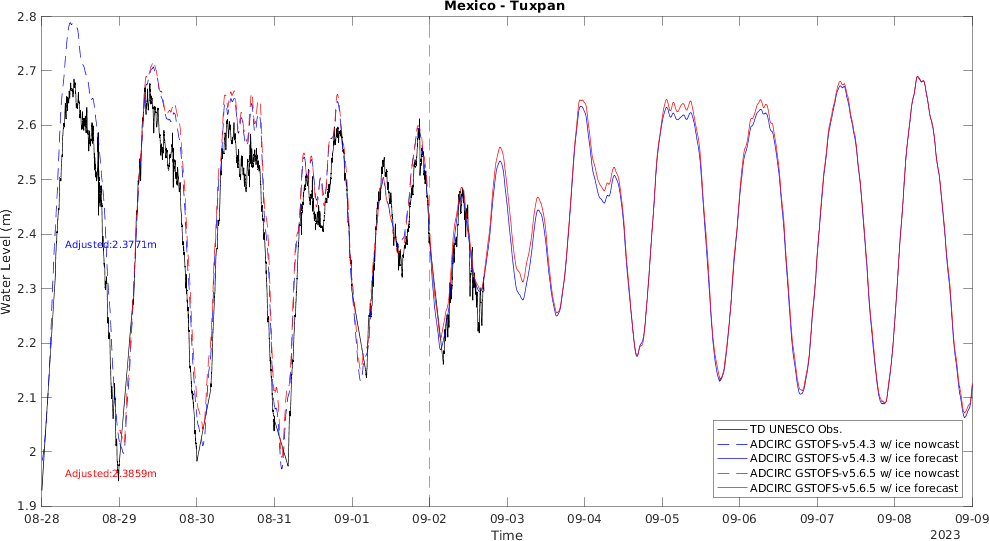 Mexico - Tuxpan
Water Level (m)
2.8
2.7
2.6
2.5
2.4
2.3
2.2
2.1
2
1.9
Adjusted:2.3771m
Adjusted:2.3859m
TD UNESCO Obs.
ADCIRC GSTOFS-v5.4.3 w/ ice nowcast
ADCIRC GSTOFS-v5.4.3 w/ ice forecast
ADCIRC GSTOFS-v5.6.5 w/ ice nowcast
ADCIRC GSTOFS-v5.6.5 w/ ice forecast
08-28 08-29 08-30 08-31 09-01 09-02 09-03 09-04 09-05 09-06 09-07 09-08 09-09
Time
2023